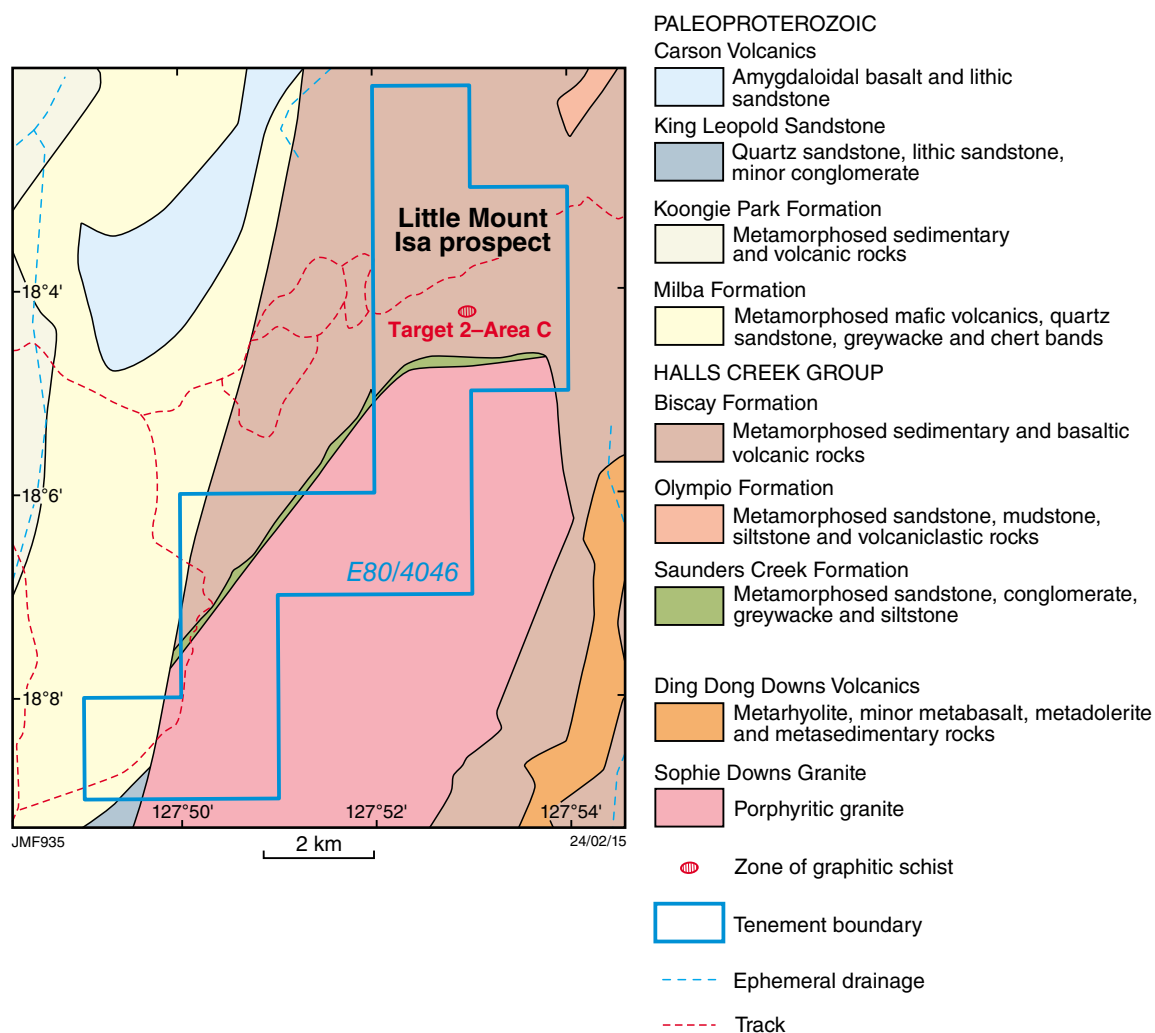 Little Mount
Isa prospect
18°4'
Target 2–Area C
18°6'
E80/4046
18°8'
127°50'
127°52'
127°54'
JMF935
2 km
24/02/15
PALEOPROTEROZOIC
Carson Volcanics
Amygdaloidal basalt and lithic
sandstone
King Leopold Sandstone
Quartz sandstone, lithic sandstone,
minor conglomerate
Koongie Park Formation
Metamorphosed sedimentary
and volcanic rocks
Milba Formation
Metamorphosed mafic volcanics, quartz
sandstone, greywacke and chert bands
HALLS CREEK GROUP
Biscay Formation
Metamorphosed sedimentary and basaltic
volcanic rocks
Olympio Formation
Metamorphosed sandstone, mudstone,
siltstone and volcaniclastic rocks
Saunders Creek Formation
Metamorphosed sandstone, conglomerate,
greywacke and siltstone
Ding Dong Downs Volcanics
Metarhyolite, minor metabasalt, metadolerite
and metasedimentary rocks
Sophie Downs Granite
Porphyritic granite
Zone of graphitic schist
Tenement boundary
Ephemeral drainage
Track